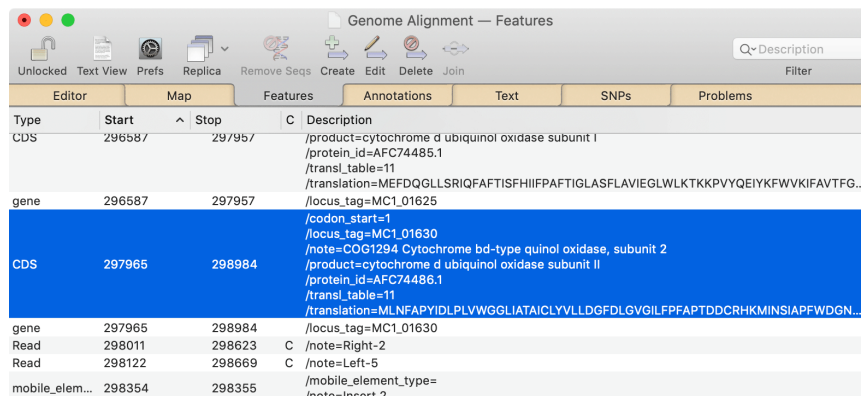 Genome Alignment — Features
Unlocked Text View Prefs Replica Remove Seqs Create Edit Delete Join Description Filter
Editor Map Features Annotations Text SNPs Problems
Type Start Stop C Description
CDS 296587 297957 /product=cytochrome d ubiquinol oxidase subunit I
/protein_id=AFC74485.1
/transl_table=11
/translation=MEFDQGLLSRIQFAFTISFHIIFPAFTIGLASFLAVIEGLWLKTKKPVYQEIYKFWVKIFAVTFG...
gene 296587 297957 /locus_tag=MC1_01625
/codon_start=1
/locus_tag=MC1_01630
/note=COG1294 Cytochrome bd-type quinol oxidase, subunit 2
CDS 297965 298984 /product=cytochrome d ubiquinol oxidase subunit II
/protein_id=AFC74486.1
/transl_table=11
/translation=MLNFAPYIDLPLVWGGLIATAICLYVLLDGFDLGVGILFPFAPTDDCRHKMINSIAPFWDGN...
gene 297965 298984 /locus_tag=MC1_01630
Read 298011 298623 C /note=Right-2
Read 298122 298669 C /note=Left-5
mobile_elem... 298354 298355 /mobile_element_type=
/note=Insert 2